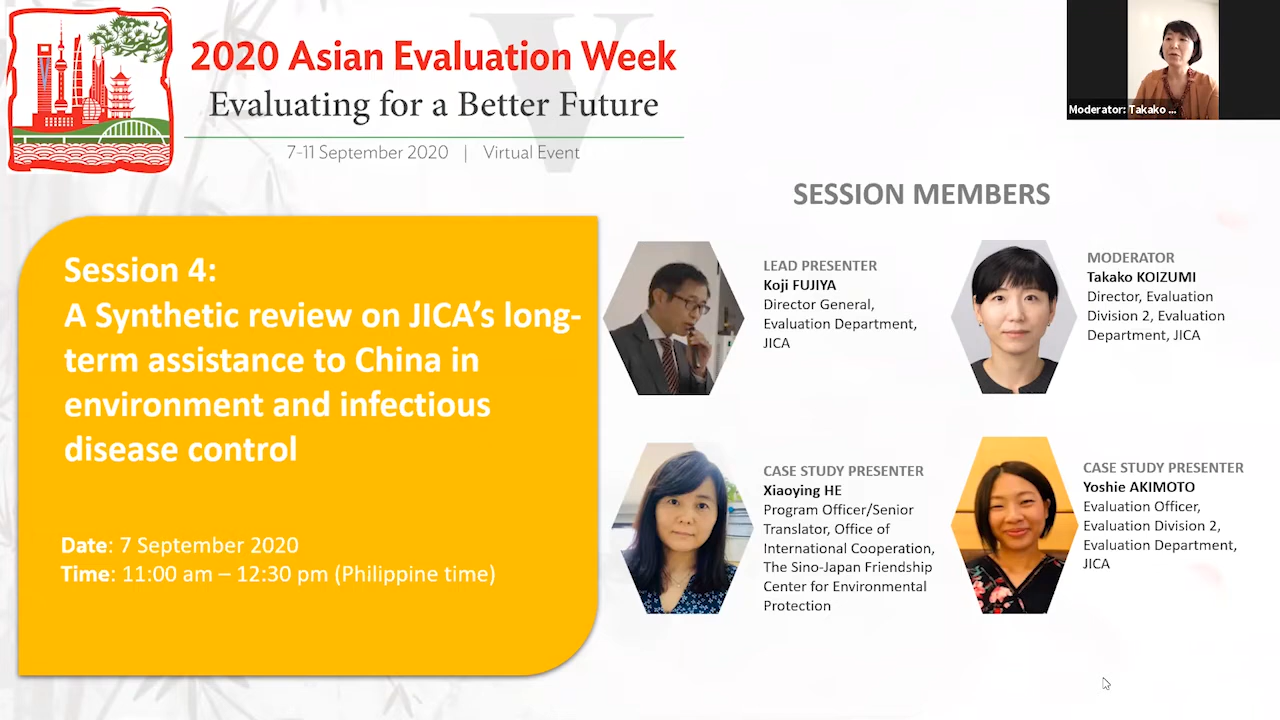 2020 Asian Evaluation Week
Evaluating for a Better Future
7-11 September 2020 | Virtual Event
Moderator: Takako ...
SESSION MEMBERS
Session 4:
A Synthetic review on JICA’s long-
term assistance to China in
environment and infectious
disease control
Date: 7 September 2020
Time: 11:00 am – 12:30 pm (Philippine time)
LEAD PRESENTER
Koji FUJIYA
Director General,
Evaluation Department,
JICA
MODERATOR
Takako KOIZUMI
Director, Evaluation
Division 2, Evaluation
Department, JICA
CASE STUDY PRESENTER
Xiaoying HE
Program Officer/Senior
Translator, Office of
International Cooperation,
The Sino-Japan Friendship
Center for Environmental
Protection
CASE STUDY PRESENTER
Yoshie AKIMOTO
Evaluation Officer,
Evaluation Division 2,
Evaluation Department,
JICA